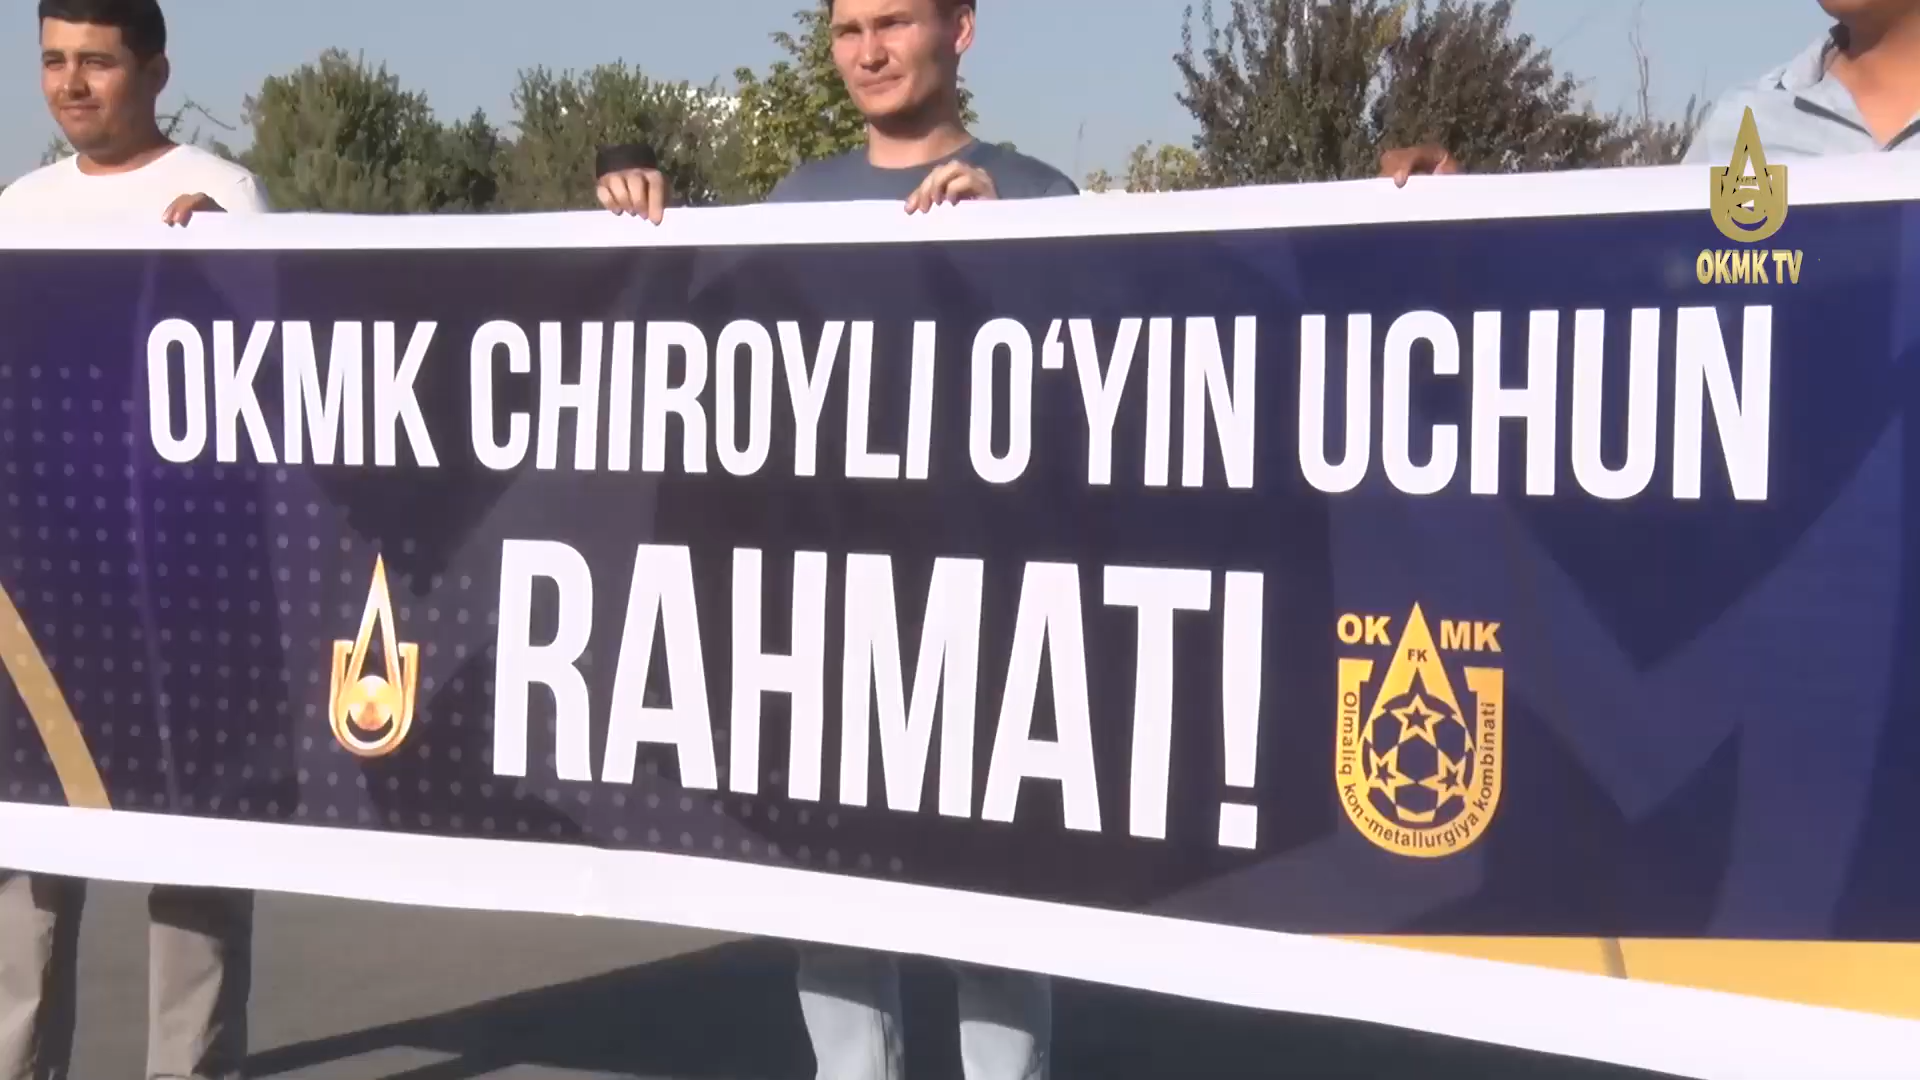 OKMK TV
OKMK CHIROYLI O‘YIN UCHUN
RAHMAT!
OK MK
FK
Olmaliq kon-metallurgiya kombinati